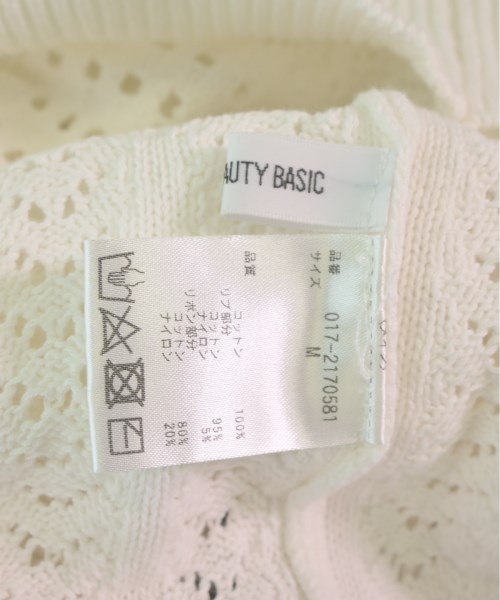 AUTY BASIC
品番 017-2170581
サイズ M
品質 コットン 100%
リブ部分
コットン 95%
ナイロン 5%
リボン部分
コットン 80%
ナイロン 20%